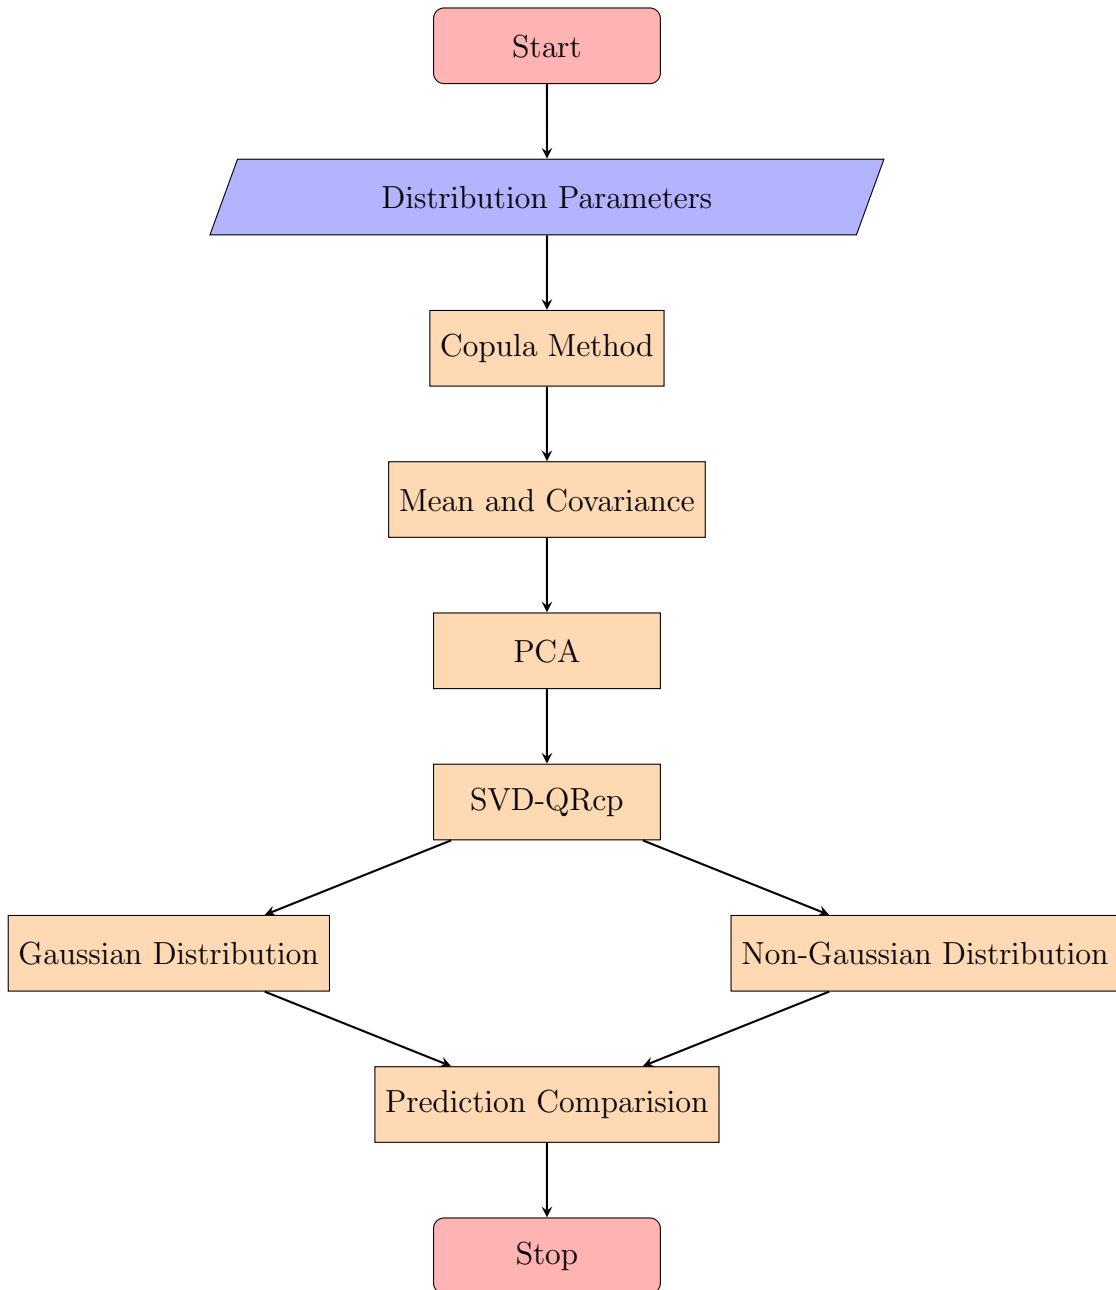 Start
Distribution Parameters
Copula Method
Mean and Covariance
PCA
SVD-QRcp
Gaussian Distribution
Non-Gaussian Distribution
Prediction Comparision
Stop